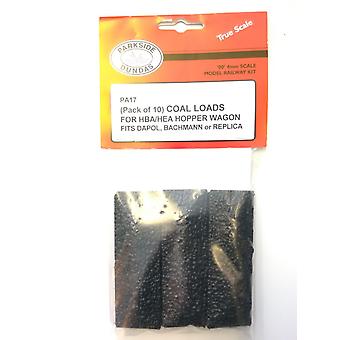 PARKSIDE
DUNDAS
True Scale
'00' 4mm SCALE
MODEL RAILWAY KIT
PA17
(Pack of 10) COAL LOADS
FOR HBA/HEA HOPPER WAGON
FITS DAPOL, BACHMANN or REPLICA